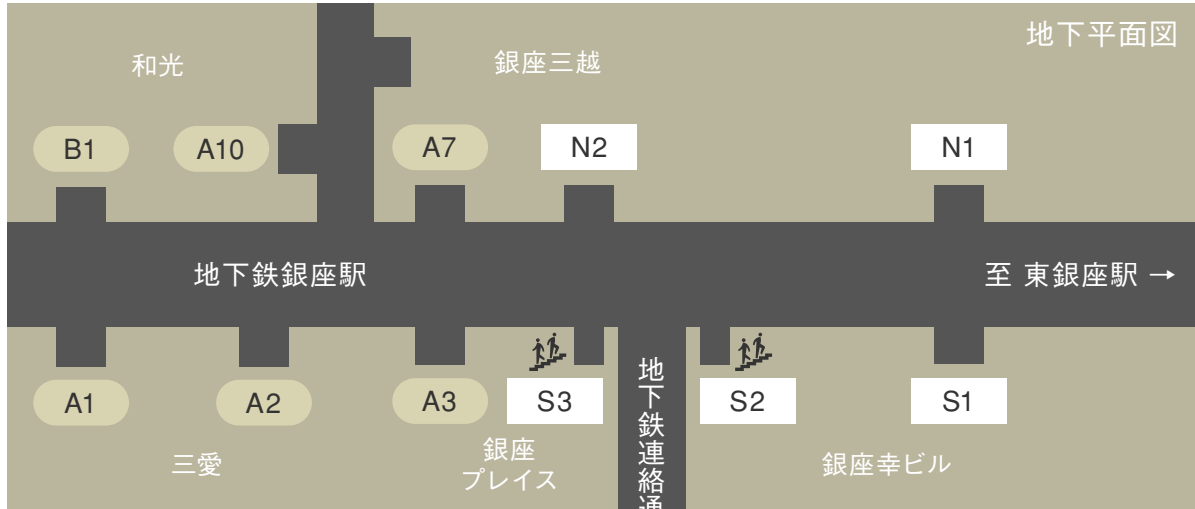 地下平面図
和光
銀座三越
B1
A10
A7
N2
N1
地下鉄銀座駅
至 東銀座駅 →
A1
A2
A3
S3
S2
S1
地下鉄連絡通
三愛
銀座
プレイス
銀座幸ビル